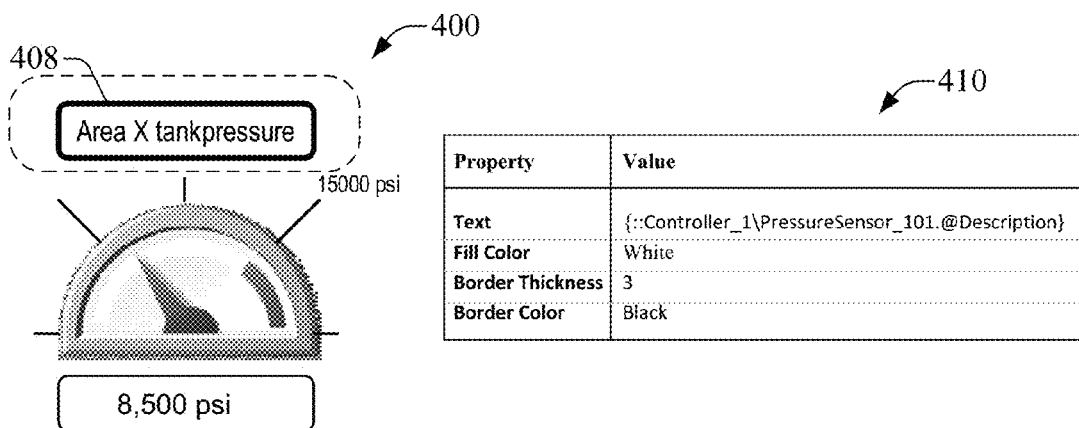 400
408
Area X tankpressure
15000 psi
8,500 psi
410
Property Value
Text {::Controller_1\PressureSensor_101.@Description}
Fill Color White
Border Thickness 3
Border Color Black